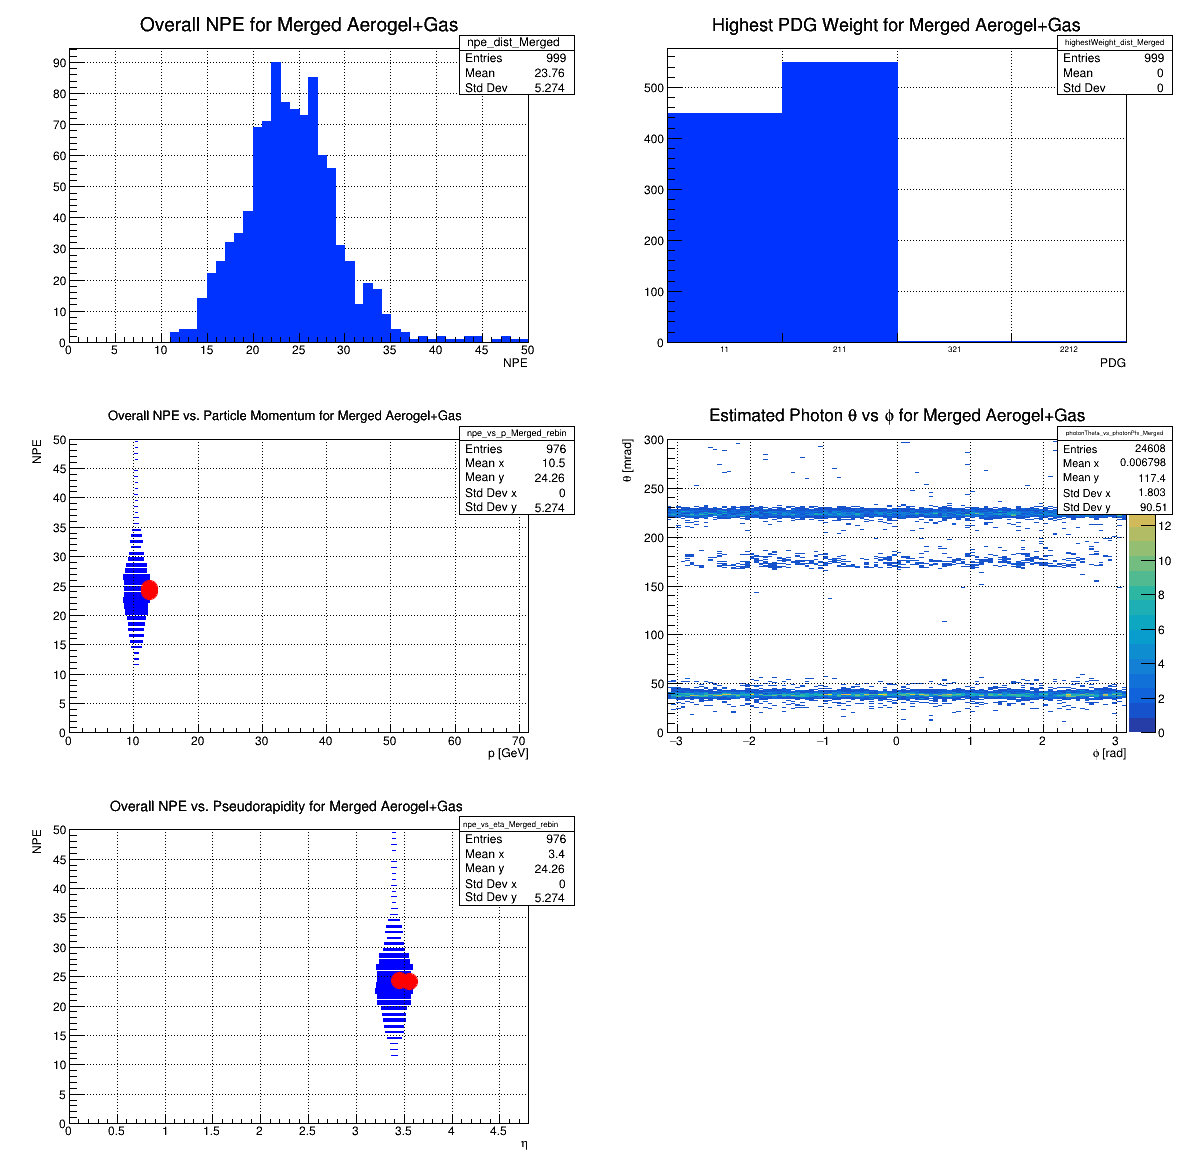 Overall NPE for Merged Aerogel+Gas
npe_dist_Merged
Entries 999
Mean 23.76
Std Dev 5.274
90
80
70
60
50
40
30
20
10
0
0 5 10 15 20 25 30 35 40 45 50
NPE
Highest PDG Weight for Merged Aerogel+Gas
highestWeight_dist_Merged
Entries 999
Mean 0
Std Dev 0
500
400
300
200
100
0
11 211 321 2212
PDG
Overall NPE vs. Particle Momentum for Merged Aerogel+Gas
npe_vs_p_Merged_rebin
Entries 976
Mean x 10.5
Mean y 24.26
Std Dev x 0
Std Dev y 5.274
NPE
50
45
40
35
30
25
20
15
10
5
0
0 10 20 30 40 50 60 70
p [GeV]
Estimated Photon θ vs ϕ for Merged Aerogel+Gas
photonTheta_vs_photonPhi_Merged
Entries 24608
Mean x 0.006798
Mean y 117.4
Std Dev x 1.803
Std Dev y 90.51
θ [mrad]
300
250
200
150
100
50
0
−3 −2 −1 0 1 2 3
ϕ [rad]
12
10
8
6
4
2
0
Overall NPE vs. Pseudorapidity for Merged Aerogel+Gas
npe_vs_eta_Merged_rebin
Entries 976
Mean x 3.4
Mean y 24.26
Std Dev x 0
Std Dev y 5.274
NPE
50
45
40
35
30
25
20
15
10
5
0
0 0.5 1 1.5 2 2.5 3 3.5 4 4.5
η